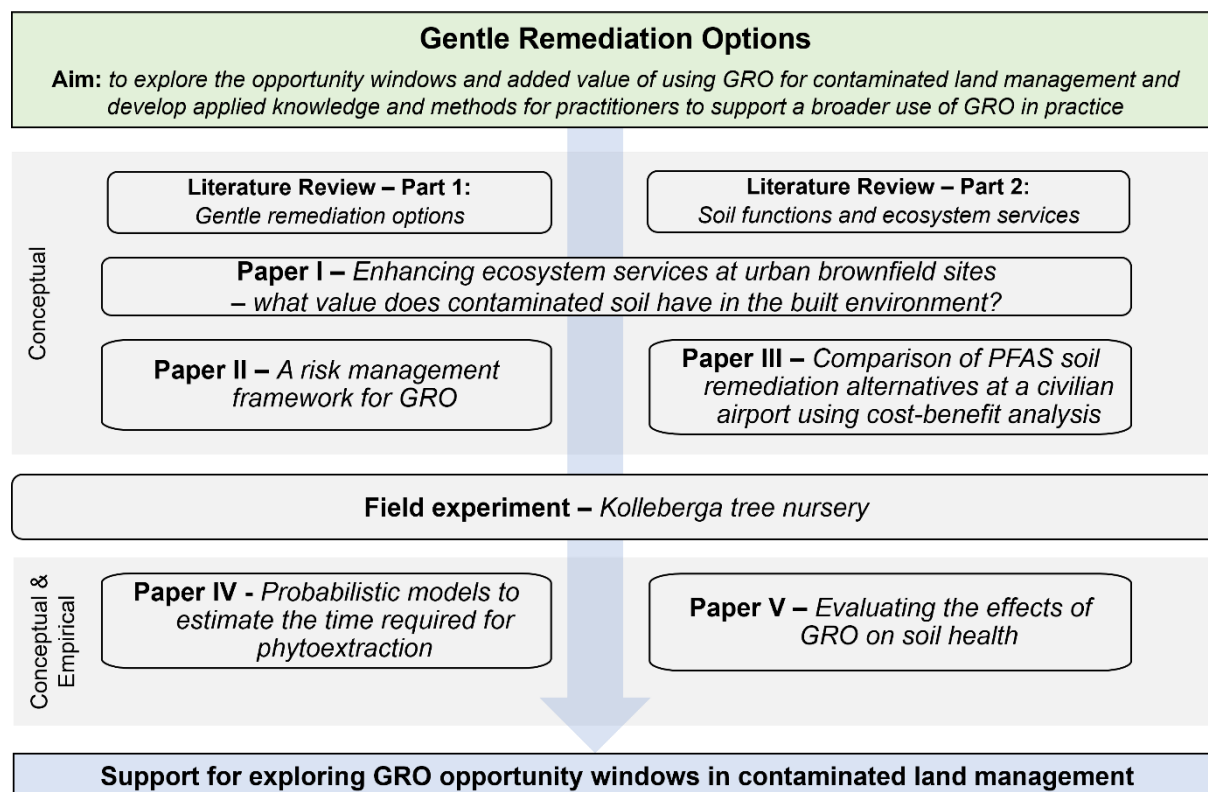 Gentle Remediation Options
Aim: to explore the opportunity windows and added value of using GRO for contaminated land management and
develop applied knowledge and methods for practitioners to support a broader use of GRO in practice
Conceptual
Literature Review – Part 1:
Gentle remediation options
Literature Review – Part 2:
Soil functions and ecosystem services
Paper I – Enhancing ecosystem services at urban brownfield sites
– what value does contaminated soil have in the built environment?
Paper II – A risk management
framework for GRO
Paper III – Comparison of PFAS soil
remediation alternatives at a civilian
airport using cost-benefit analysis
Field experiment – Kolleberga tree nursery
Conceptual &
Empirical
Paper IV - Probabilistic models to
estimate the time required for
phytoextraction
Paper V – Evaluating the effects of
GRO on soil health
Support for exploring GRO opportunity windows in contaminated land management